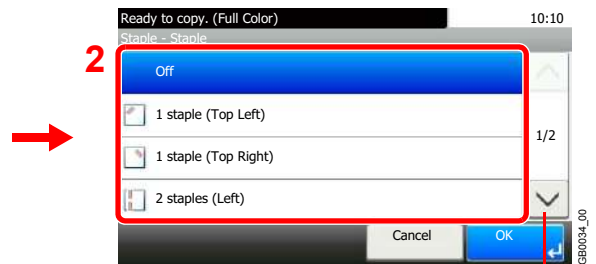 Ready to copy. (Full Color) 10:10
Staple - Staple
2
Off
1 staple (Top Left)
1/2
1 staple (Top Right)
2 staples (Left)
Cancel OK
GB0034_00